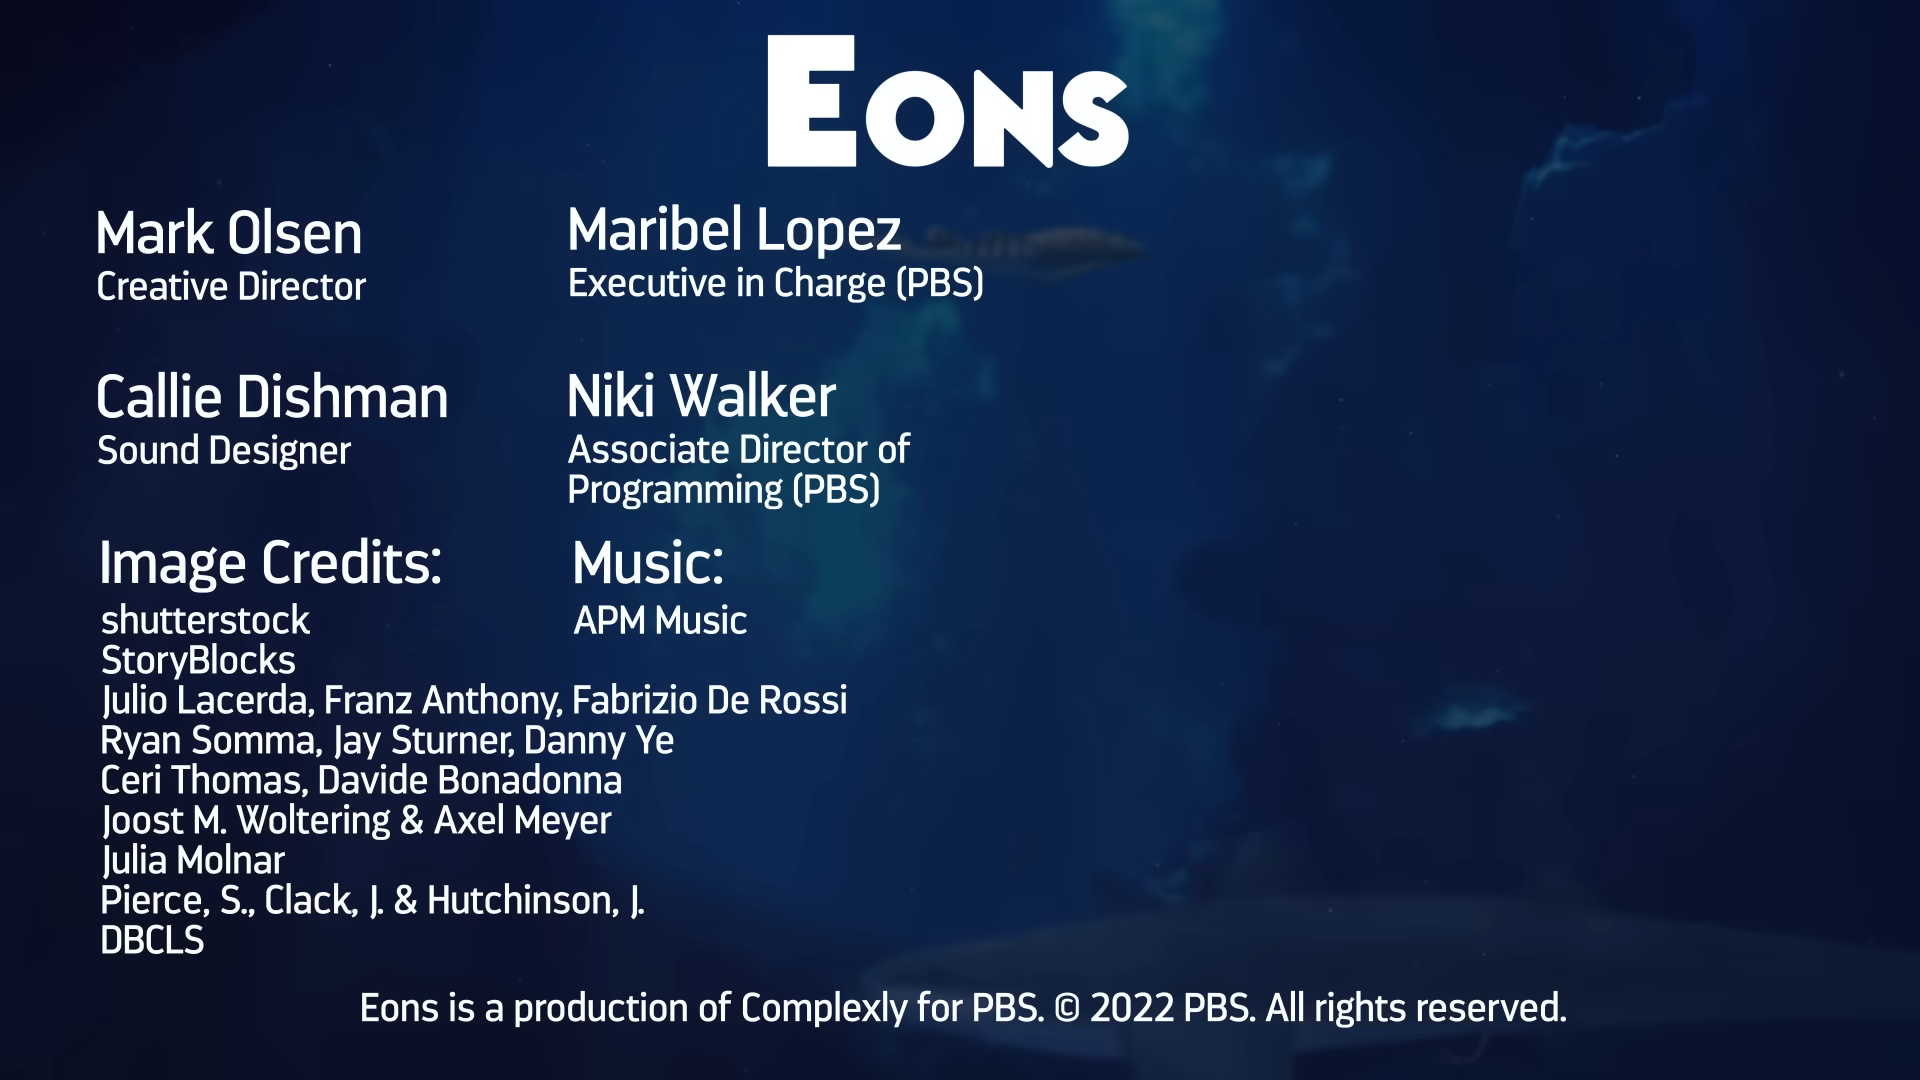 Eons
Mark Olsen
Creative Director
Maribel Lopez
Executive in Charge (PBS)
Callie Dishman
Sound Designer
Niki Walker
Associate Director of
Programming (PBS)
Image Credits:
shutterstock
StoryBlocks
Julio Lacerda, Franz Anthony, Fabrizio De Rossi
Ryan Somma, Jay Sturner, Danny Ye
Ceri Thomas, Davide Bonadonna
Joost M. Woltering & Axel Meyer
Julia Molnar
Pierce, S., Clack, J. & Hutchinson, J.
DBCLS
Music:
APM Music
Eons is a production of Complexly for PBS. © 2022 PBS. All rights reserved.